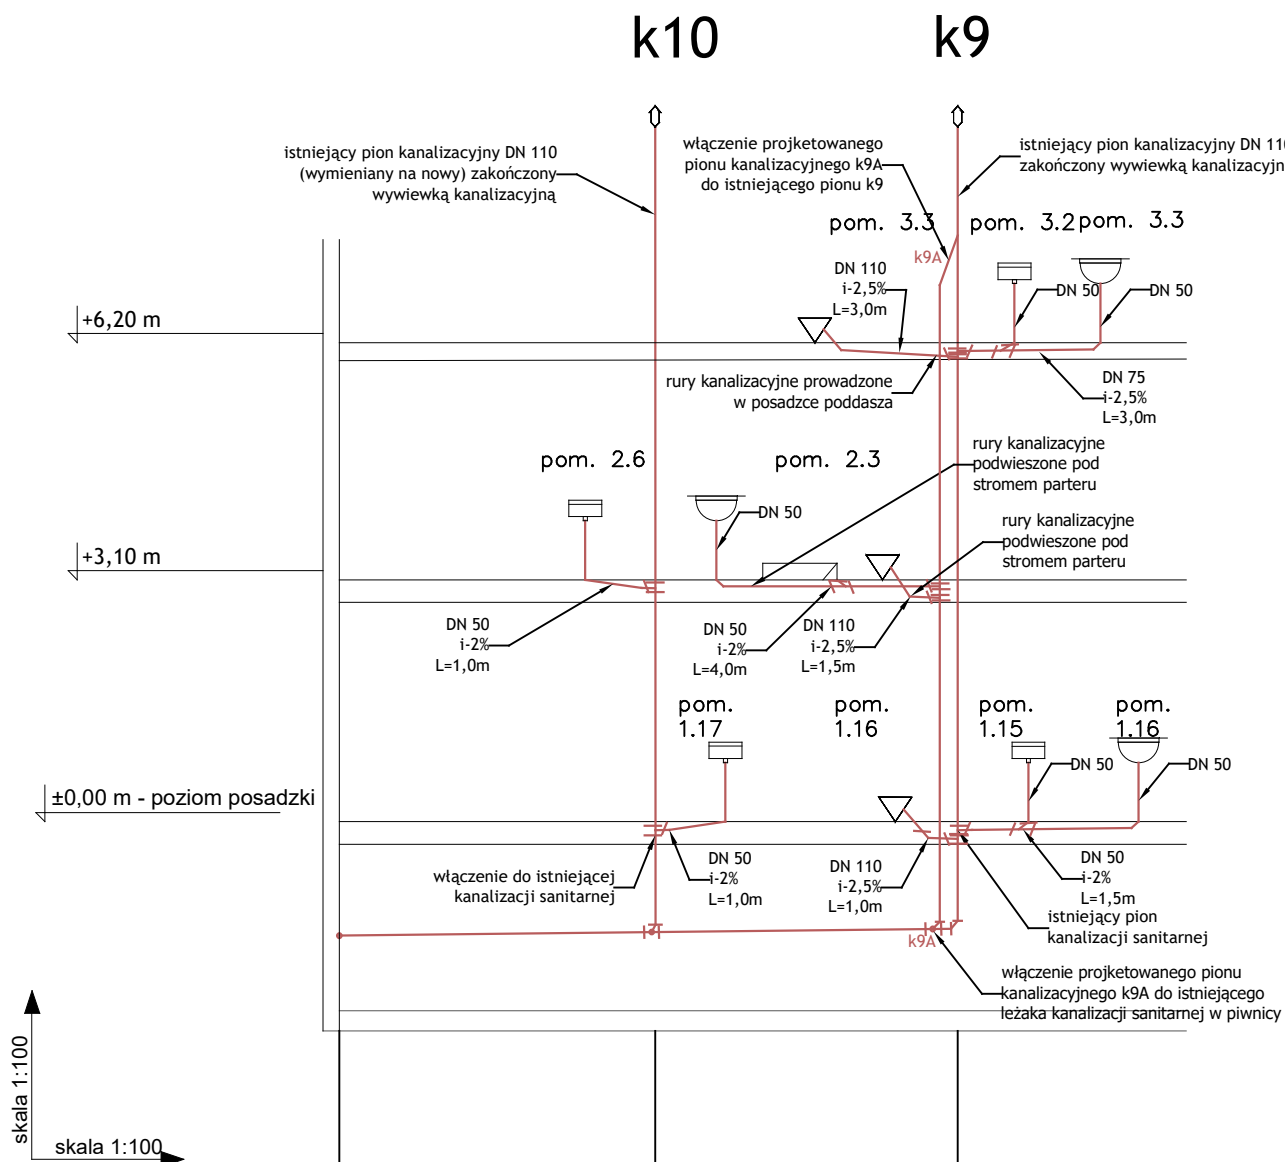 k10
k9
istniejący pion kanalizacyjny DN 110
(wymieniany na nowy) zakończony
wywiewką kanalizacyjną
włączenie projketowanego
pionu kanalizacyjnego k9A
do istniejącego pionu k9
istniejący pion kanalizacyjny DN 110
zakończony wywiewką kanalizacyjn
pom. 3.3
pom. 3.2
pom. 3.3
k9A
DN 110
i-2,5%
L=3,0m
DN 50
DN 50
+6,20 m
rury kanalizacyjne prowadzone
w posadzce poddasza
DN 75
i-2,5%
L=3,0m
pom. 2.6
pom. 2.3
rury kanalizacyjne
podwieszone pod
stromem parteru
DN 50
rury kanalizacyjne
podwieszone pod
stromem parteru
+3,10 m
DN 50
i-2%
L=1,0m
DN 50
i-2%
L=4,0m
DN 110
i-2,5%
L=1,5m
pom.
1.17
pom.
1.16
pom.
1.15
pom.
1.16
DN 50
DN 50
±0,00 m - poziom posadzki
włączenie do istniejącej
kanalizacji sanitarnej
DN 50
i-2%
L=1,0m
DN 110
i-2,5%
L=1,0m
DN 50
i-2%
L=1,5m
istniejący pion
kanalizacji sanitarnej
k9A
włączenie projketowanego pionu
kanalizacyjnego k9A do istniejącego
leżaka kanalizacji sanitarnej w piwnicy
skala 1:100
skala 1:100